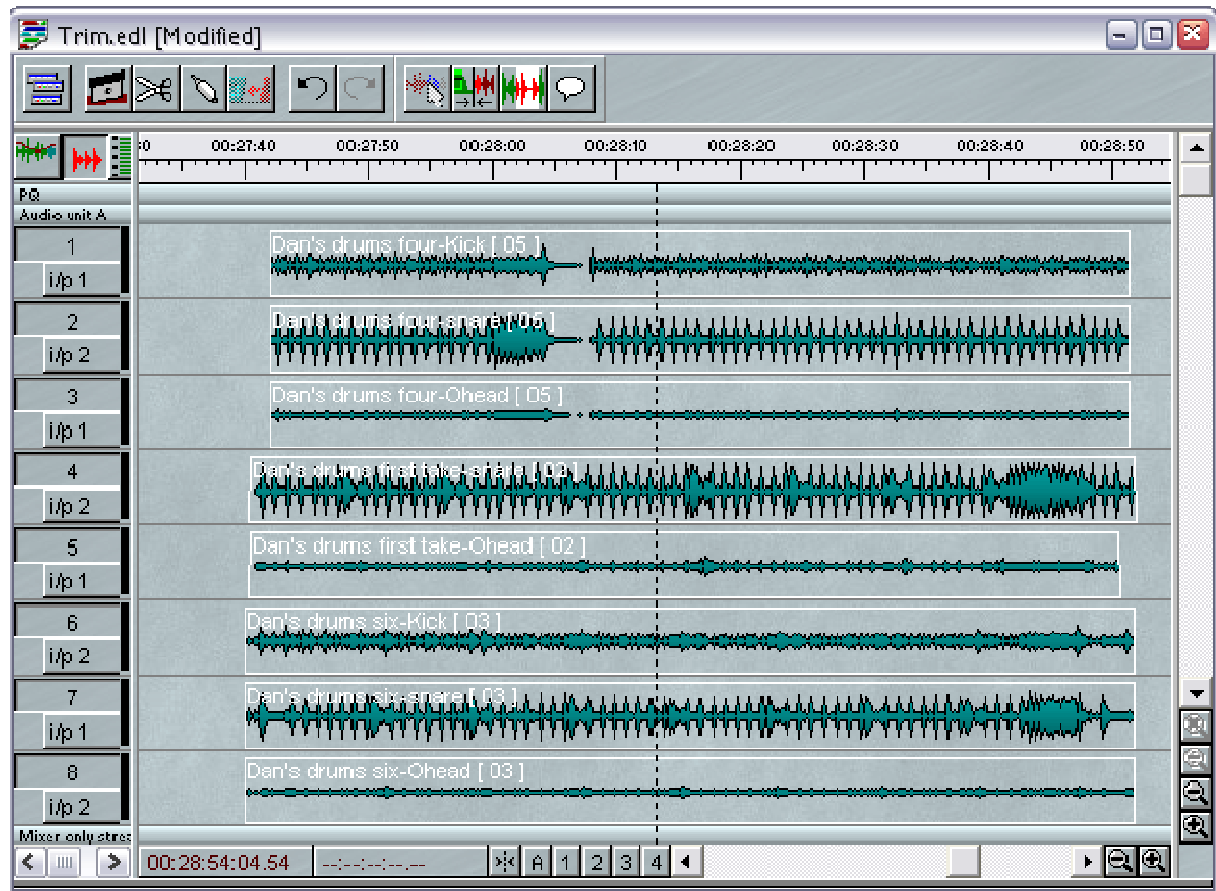 Trim.edl [Modified]
:0 00:27:40 00:27:50 00:28:00 00:28:10 00:28:20 00:28:30 00:28:40 00:28:50
PQ
Audio unit A
1
Dan's drums four-Kick [ 05 ]
i/p 1
2
Dan's drums four-snare [ 05 ]
i/p 2
3
Dan's drums four-Ohead [ 05 ]
i/p 1
4
Dan's drums first take-snare [ 02 ]
i/p 2
5
Dan's drums first take-Ohead [ 02 ]
i/p 1
6
Dan's drums six-Kick [ 03 ]
i/p 2
7
Dan's drums six-snare [ 03 ]
i/p 1
8
Dan's drums six-Ohead [ 03 ]
i/p 2
Mixer only
00:28:54:04.54 --:--:--:--.-- A 1 2 3 4